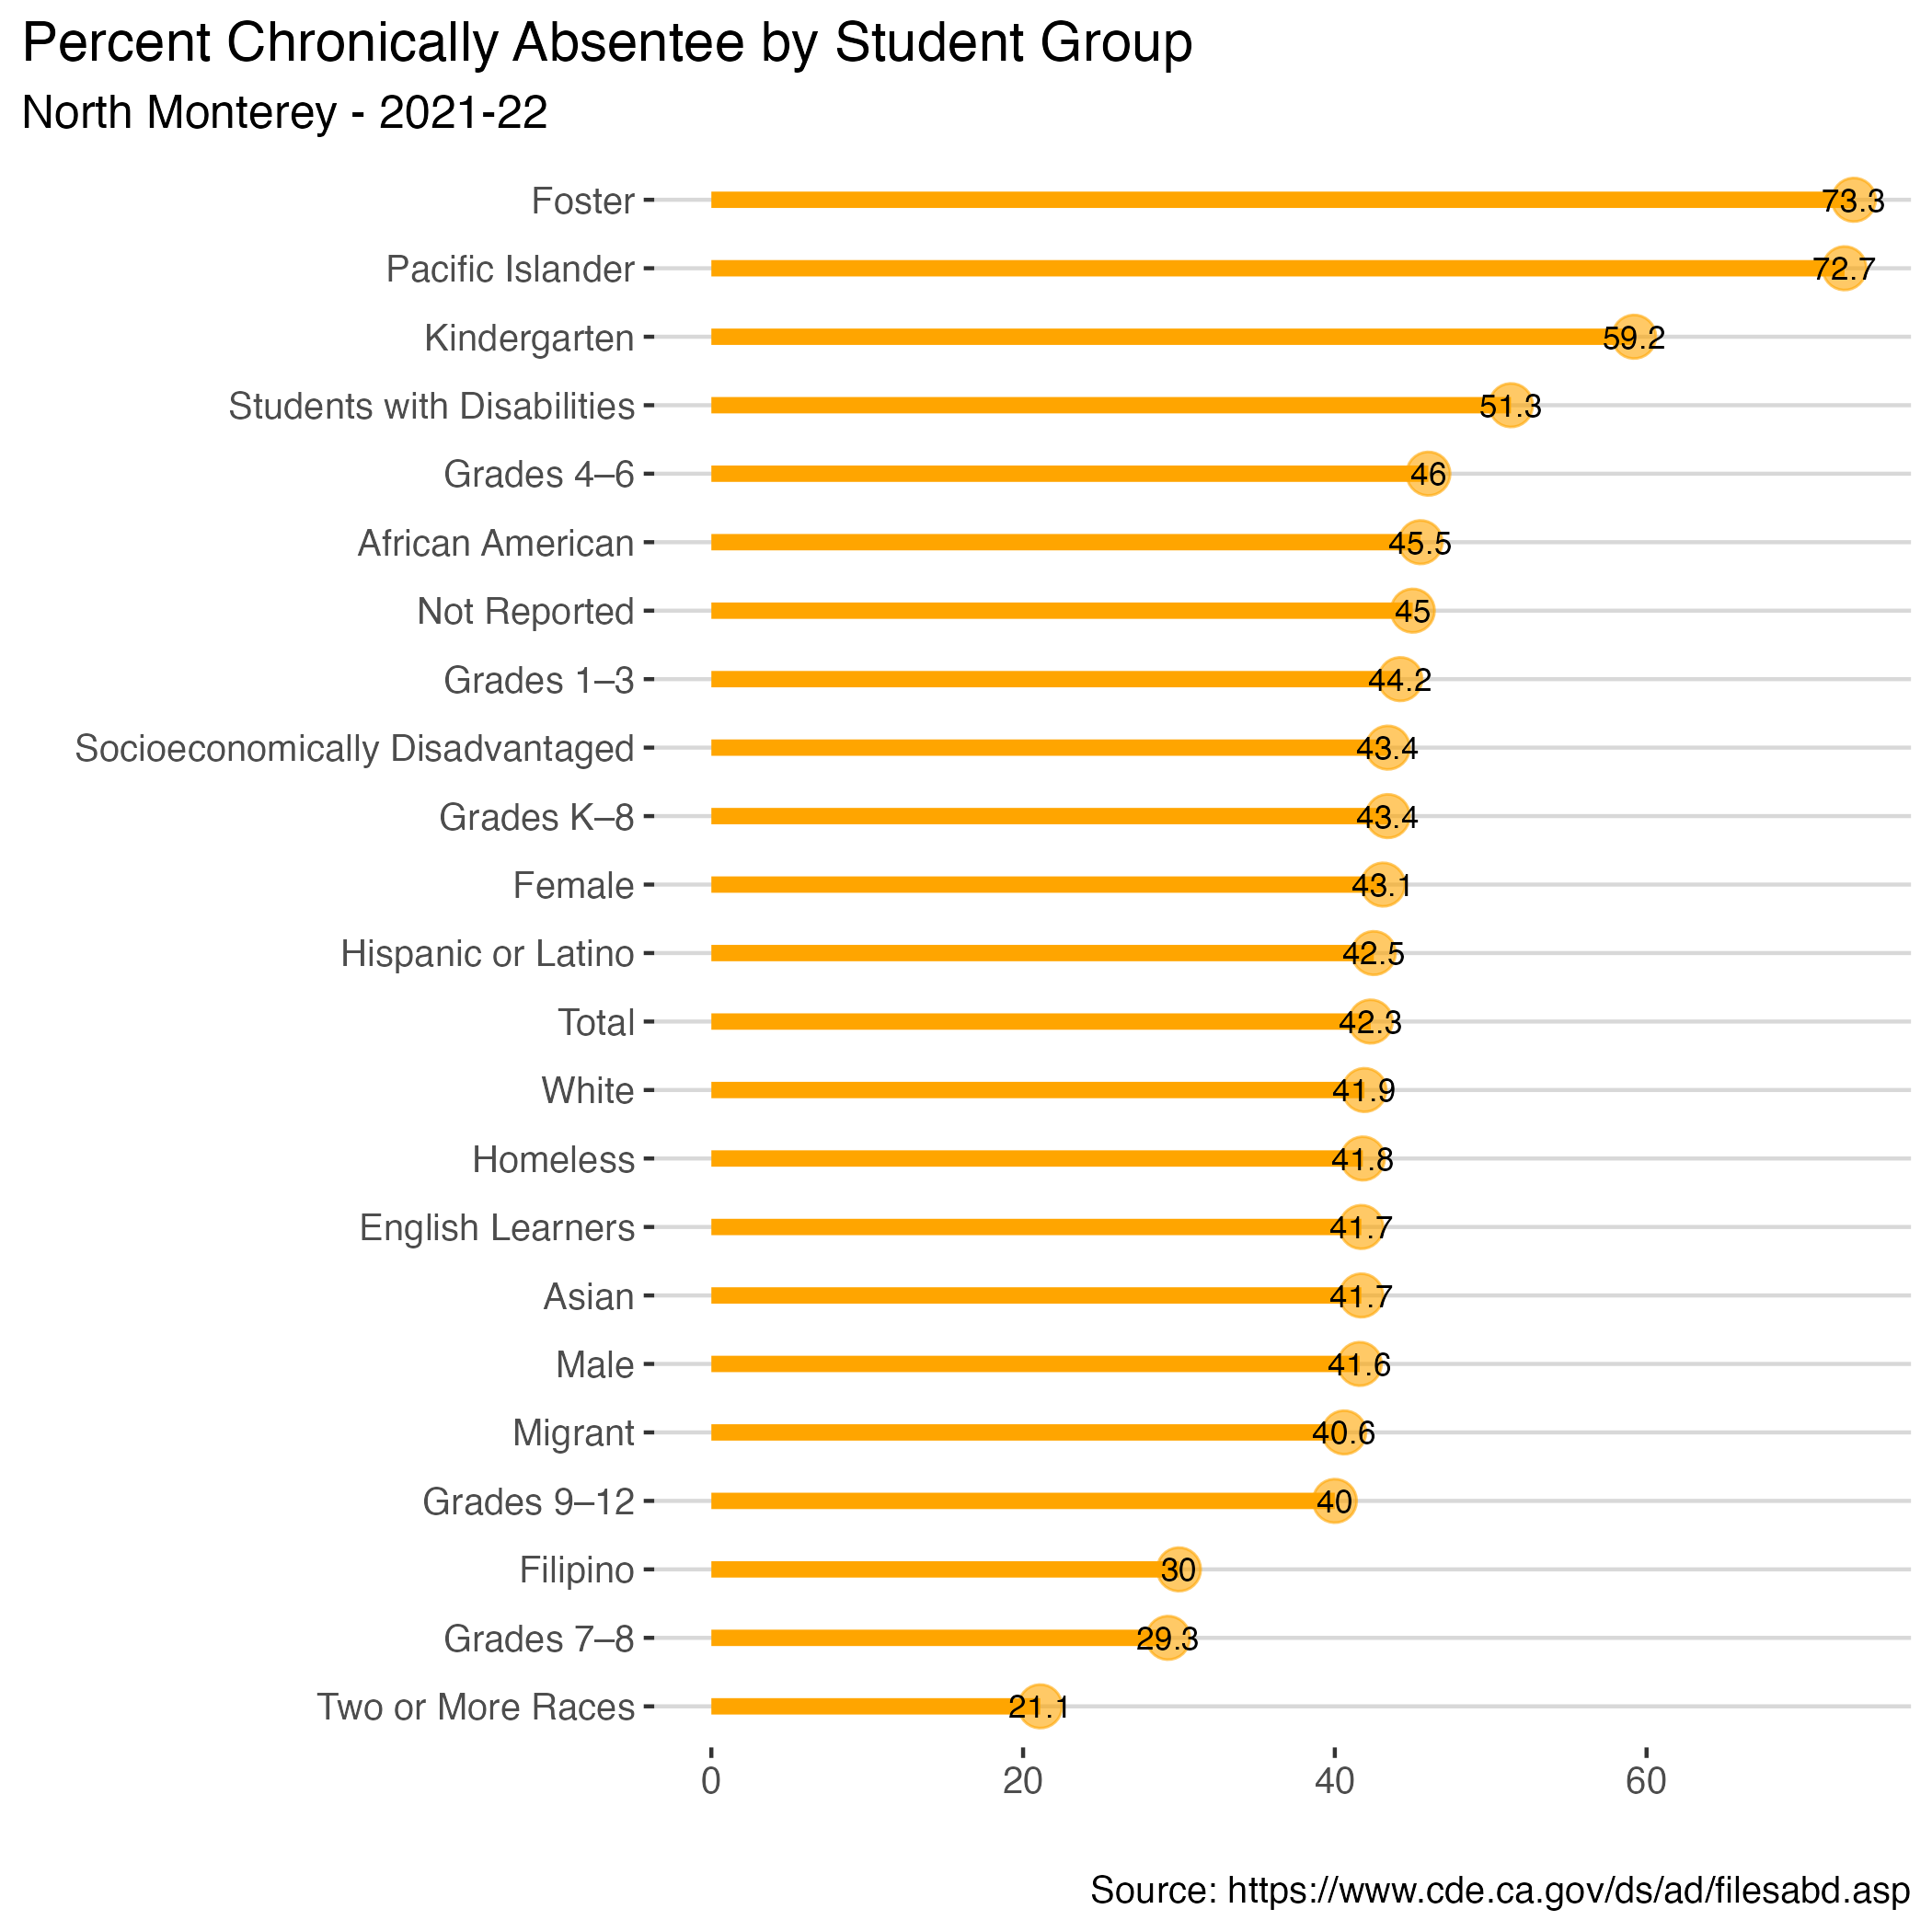 Percent Chronically Absentee by Student Group
North Monterey - 2021-22
Foster 73.3
Pacific Islander 72.7
Kindergarten 59.2
Students with Disabilities 51.3
Grades 4–6 46
African American 45.5
Not Reported 45
Grades 1–3 44.2
Socioeconomically Disadvantaged 43.4
Grades K–8 43.4
Female 43.1
Hispanic or Latino 42.5
Total 42.3
White 41.9
Homeless 41.8
English Learners 41.7
Asian 41.7
Male 41.6
Migrant 40.6
Grades 9–12 40
Filipino 30
Grades 7–8 29.3
Two or More Races 21.1
0 20 40 60
Source: https://www.cde.ca.gov/ds/ad/filesabd.asp